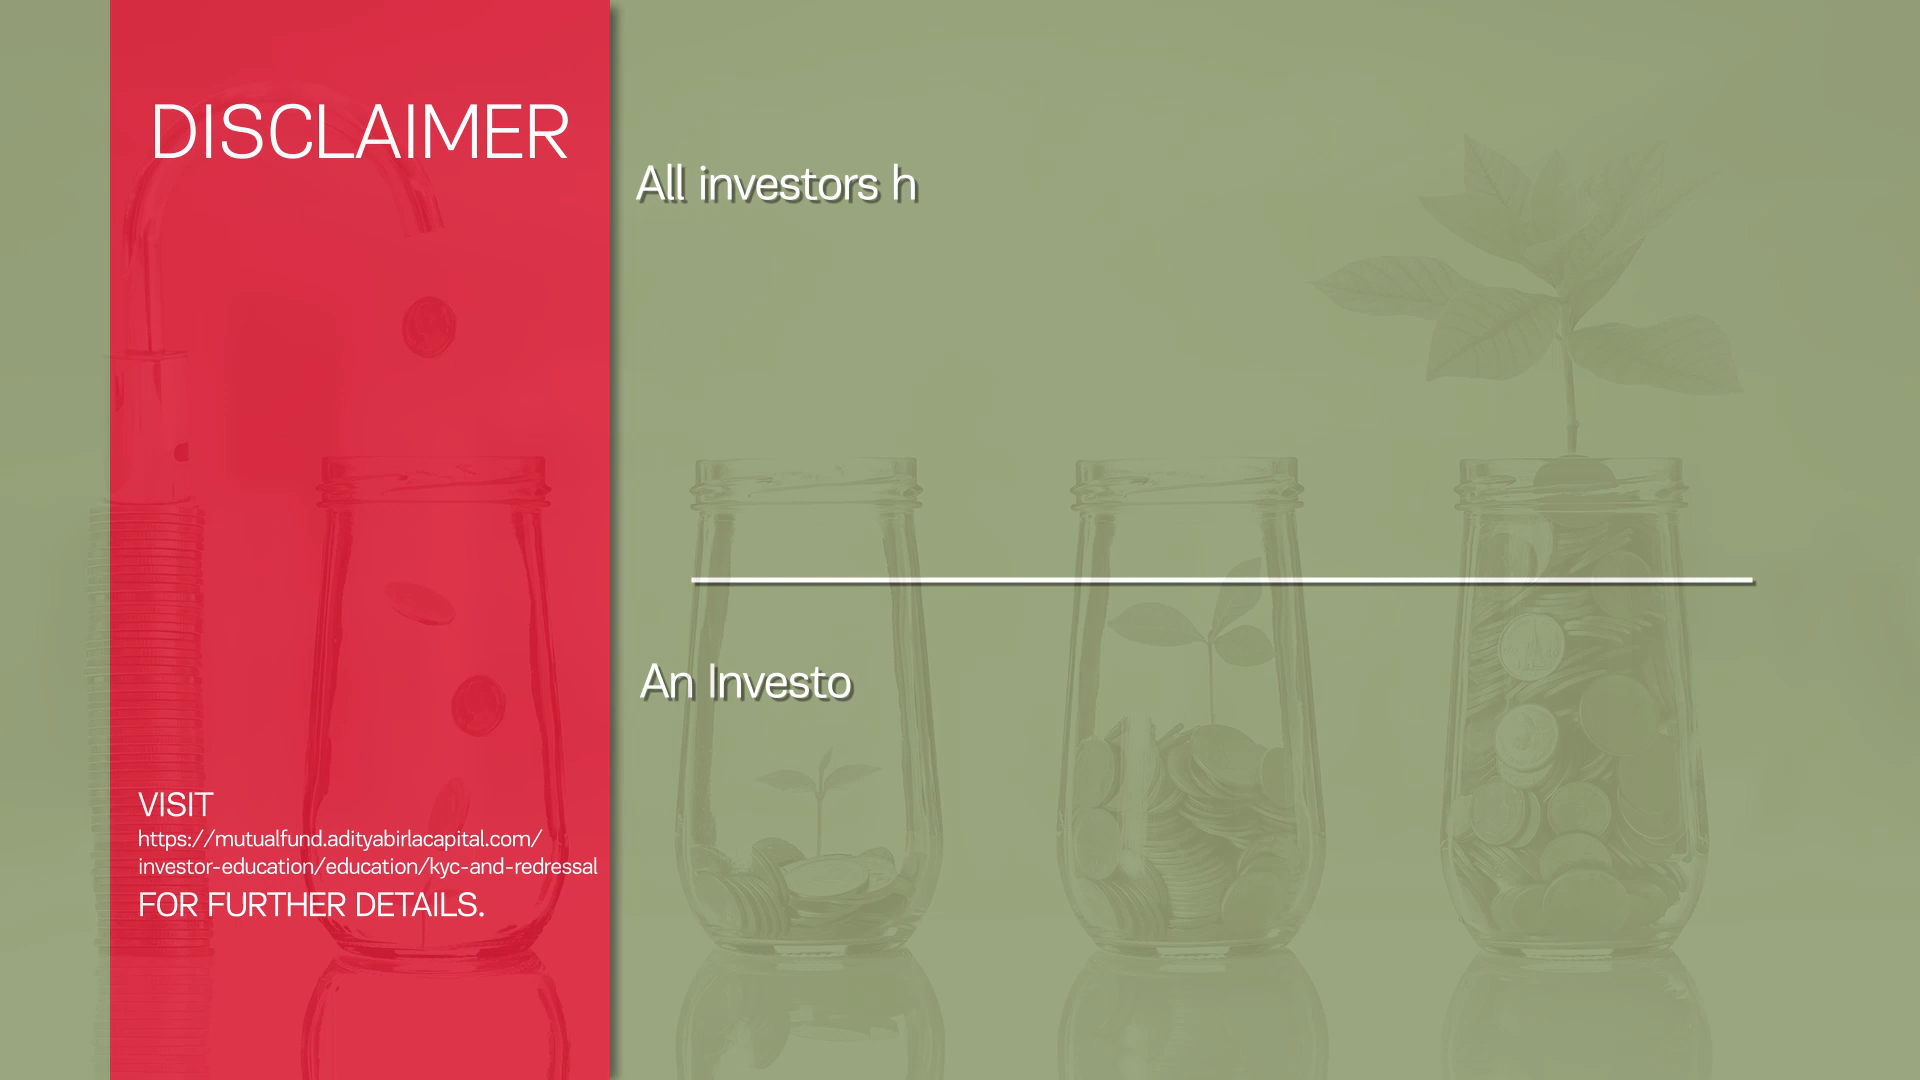 DISCLAIMER
VISIT
https://mutualfund.adityabirlacapital.com/
investor-education/education/kyc-and-redressal
FOR FURTHER DETAILS.
All investors h
An Investo